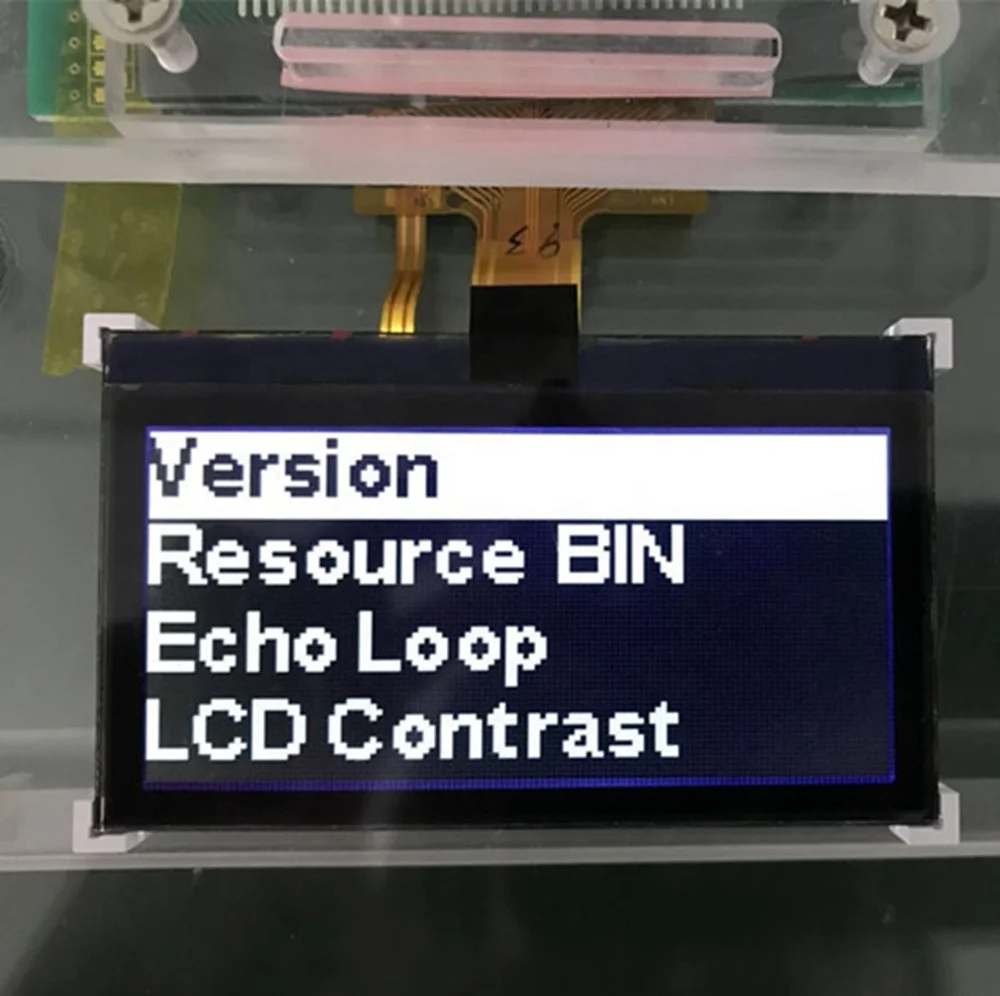 Version
Resource BIN
Echo Loop
LCD Contrast